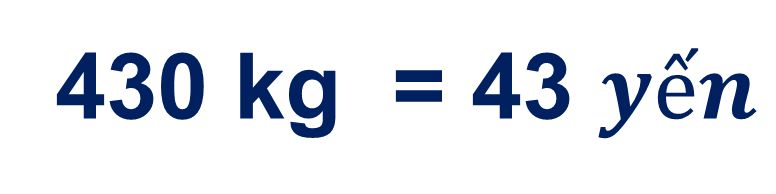 430 kg = 43 yến